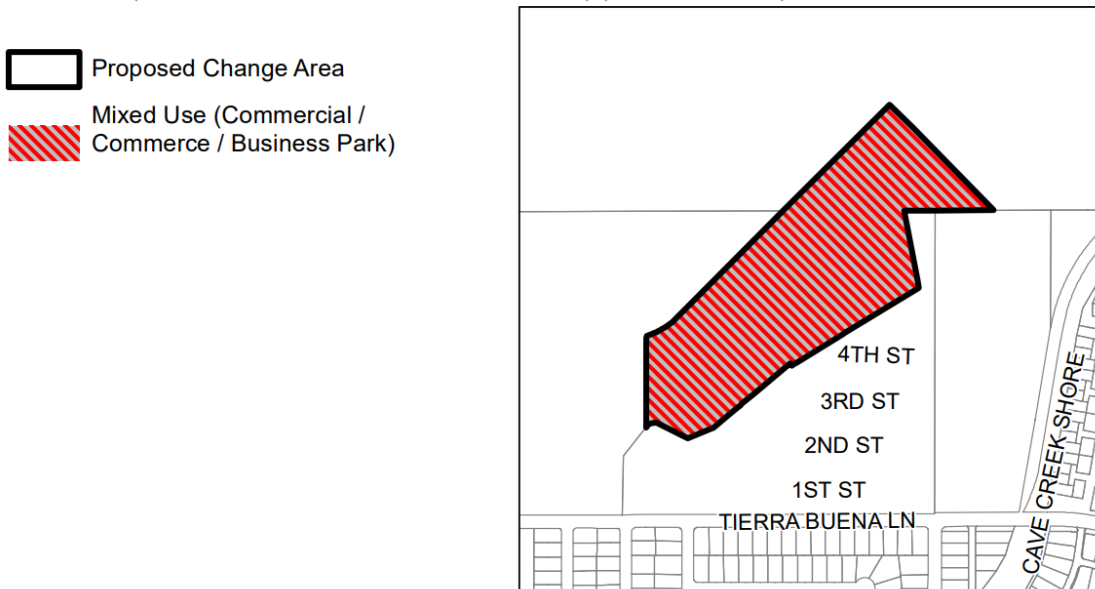 Proposed Change Area
Mixed Use (Commercial /
Commerce / Business Park)
4TH ST
3RD ST
2ND ST
1ST ST
TIERRA BUENA LN
CAVE CREEK SHORE